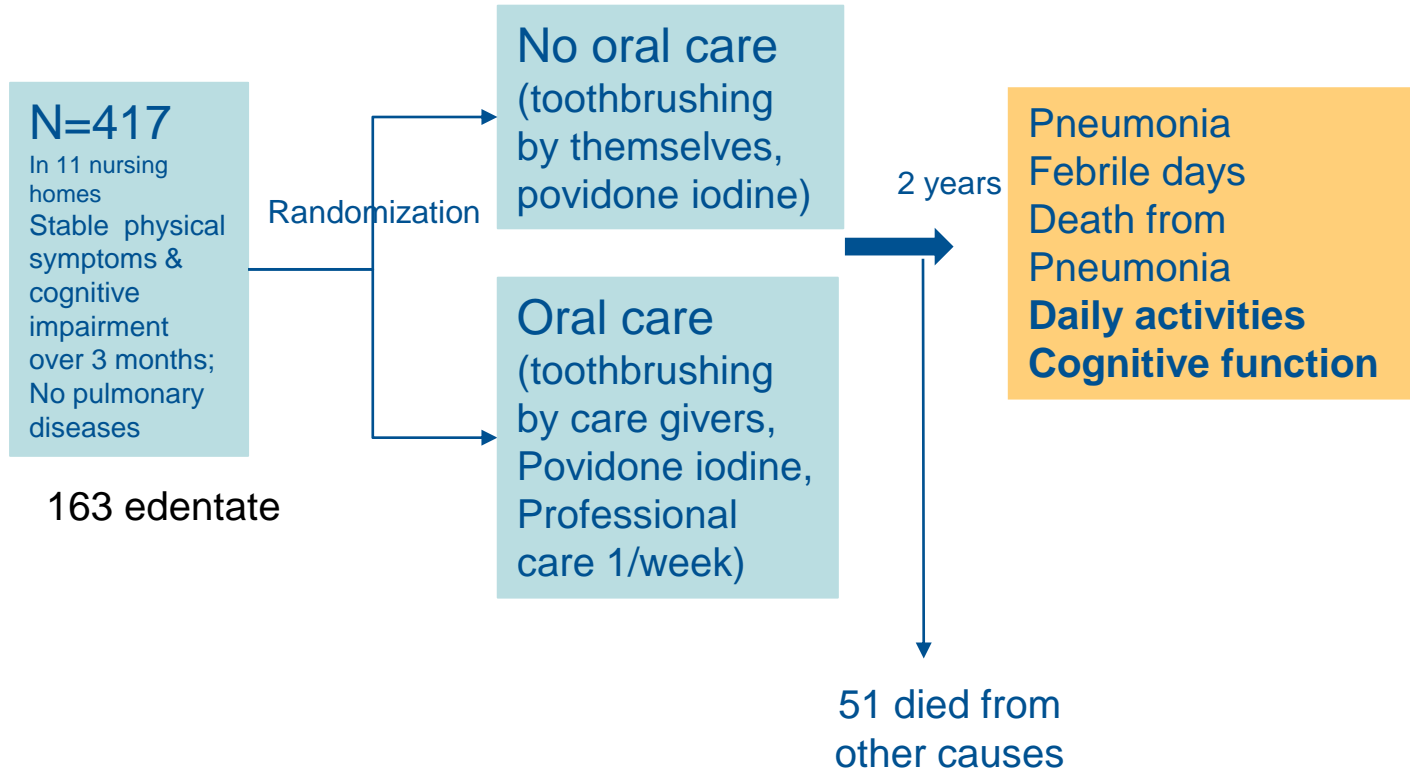 N=417
In 11 nursing
homes
Stable physical
symptoms &
cognitive
impairment
over 3 months;
No pulmonary
diseases
163 edentate
Randomization
No oral care
(toothbrushing
by themselves,
povidone iodine)
Oral care
(toothbrushing
by care givers,
Povidone iodine,
Professional
care 1/week)
2 years
51 died from
other causes
Pneumonia
Febrile days
Death from
Pneumonia
Daily activities
Cognitive function